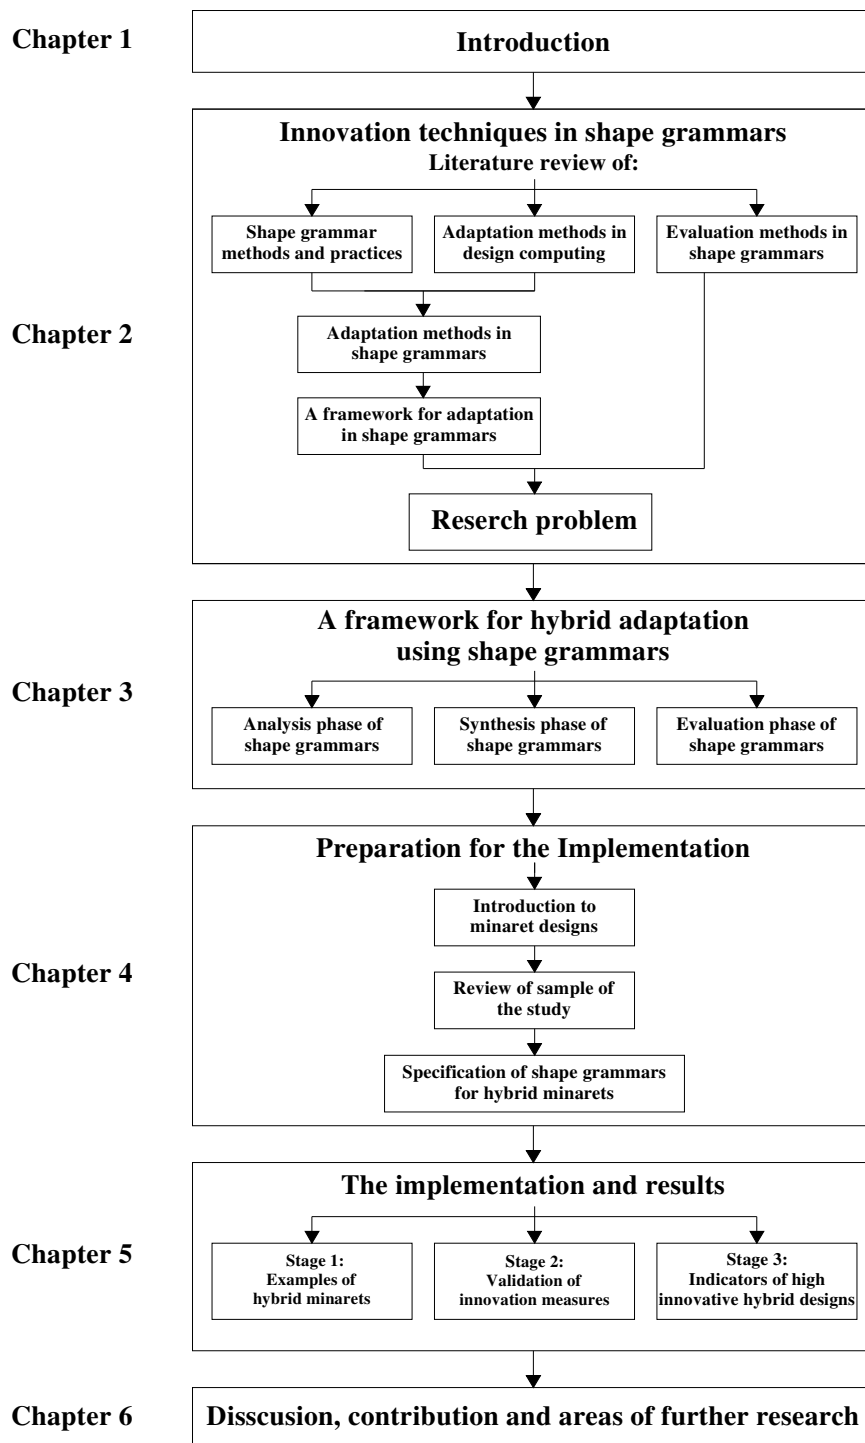 Chapter 1
Introduction
Innovation techniques in shape grammars
Literature review of:
Shape grammar
methods and practices
Adaptation methods in
design computing
Evaluation methods in
shape grammars
Chapter 2
Adaptation methods in
shape grammars
A framework for adaptation
in shape grammars
Reserch problem
A framework for hybrid adaptation
using shape grammars
Chapter 3
Analysis phase of
shape grammars
Synthesis phase of
shape grammars
Evaluation phase of
shape grammars
Preparation for the Implementation
Introduction to
minaret designs
Chapter 4
Review of sample of
the study
Specification of shape grammars
for hybrid minarets
The implementation and results
Chapter 5
Stage 1:
Examples of
hybrid minarets
Stage 2:
Validation of
innovation measures
Stage 3:
Indicators of high
innovative hybrid designs
Chapter 6
Disscusion, contribution and areas of further research